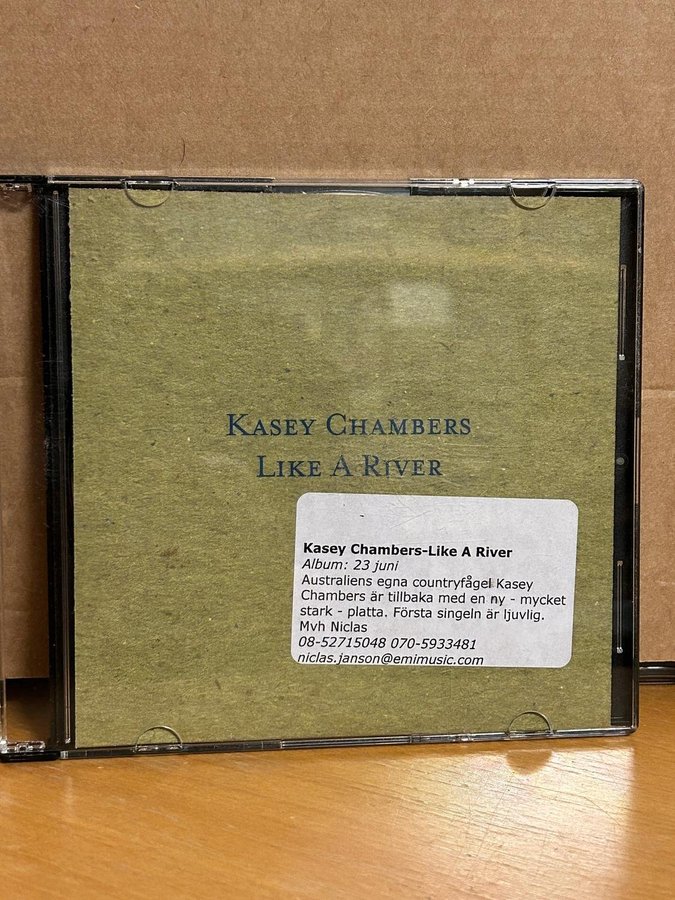 KASEY CHAMBERS
LIKE A RIVER
Kasey Chambers-Like A River
Album: 23 juni
Australiens egna countryfågel Kasey
Chambers är tillbaka med en ny - mycket
stark - platta. Första singeln är ljuvlig.
Mvh Niclas
08-52715048 070-5933481
niclas.janson@emimusic.com